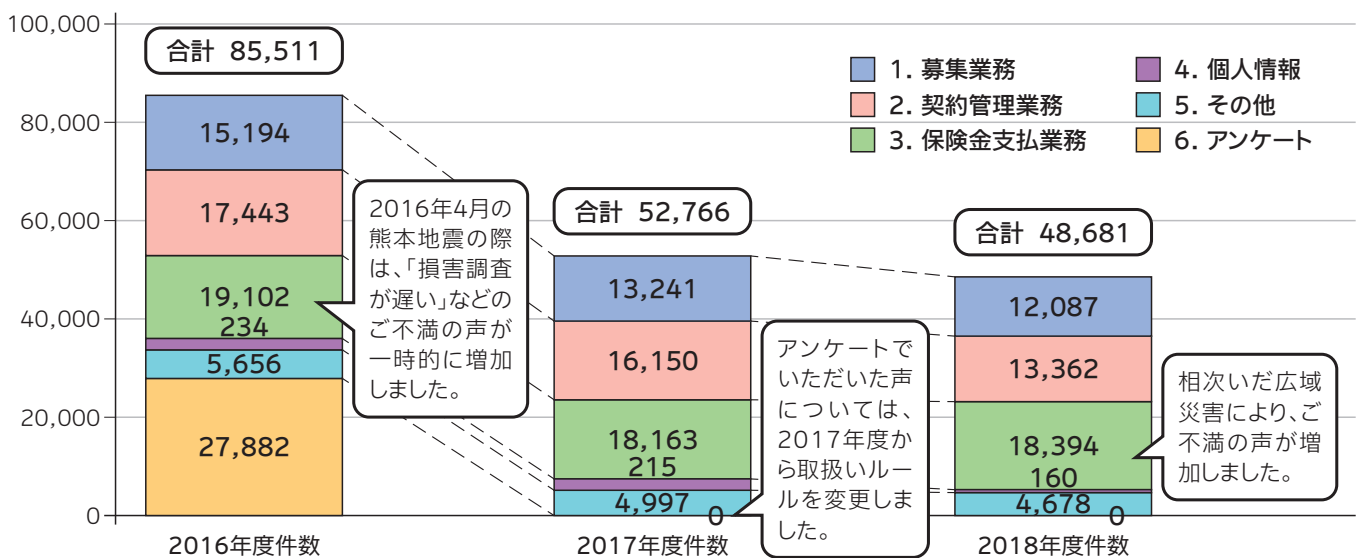 100,000
80,000
60,000
40,000
20,000
0
合計 85,511
15,194
17,443
19,102
234
5,656
27,882
2016年度件数
2016年4月の
熊本地震の際
は、「損害調査
が遅い」などの
ご不満の声が
一時的に増加
しました。
合計 52,766
13,241
16,150
18,163
215
4,997
0
2017年度件数
アンケートで
いただいた声
については、
2017年度か
ら取扱いルー
ルを変更しま
した。
合計 48,681
12,087
13,362
18,394
160
4,678
0
2018年度件数
相次いだ広域
災害により、ご
不満の声が増
加しました。
1. 募集業務
2. 契約管理業務
3. 保険金支払業務
4. 個人情報
5. その他
6. アンケート